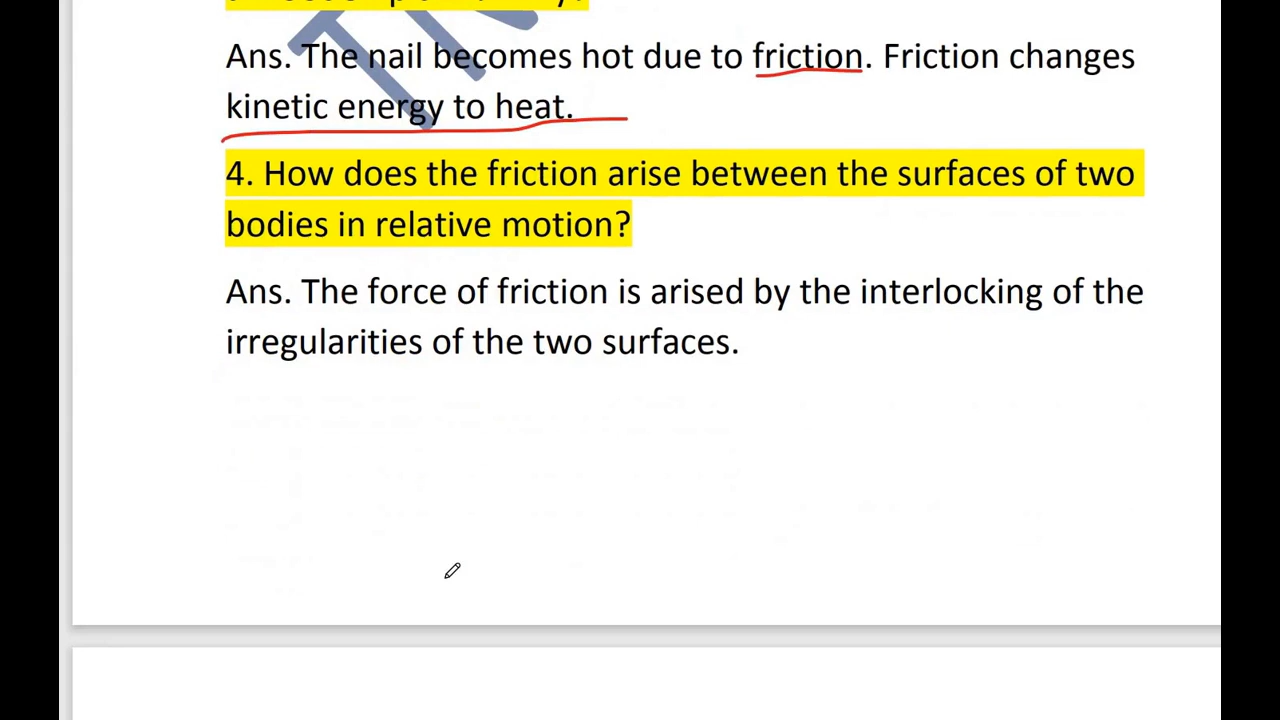 Ans. The nail becomes hot due to friction. Friction changes
kinetic energy to heat.
4. How does the friction arise between the surfaces of two
bodies in relative motion?
Ans. The force of friction is arised by the interlocking of the
irregularities of the two surfaces.